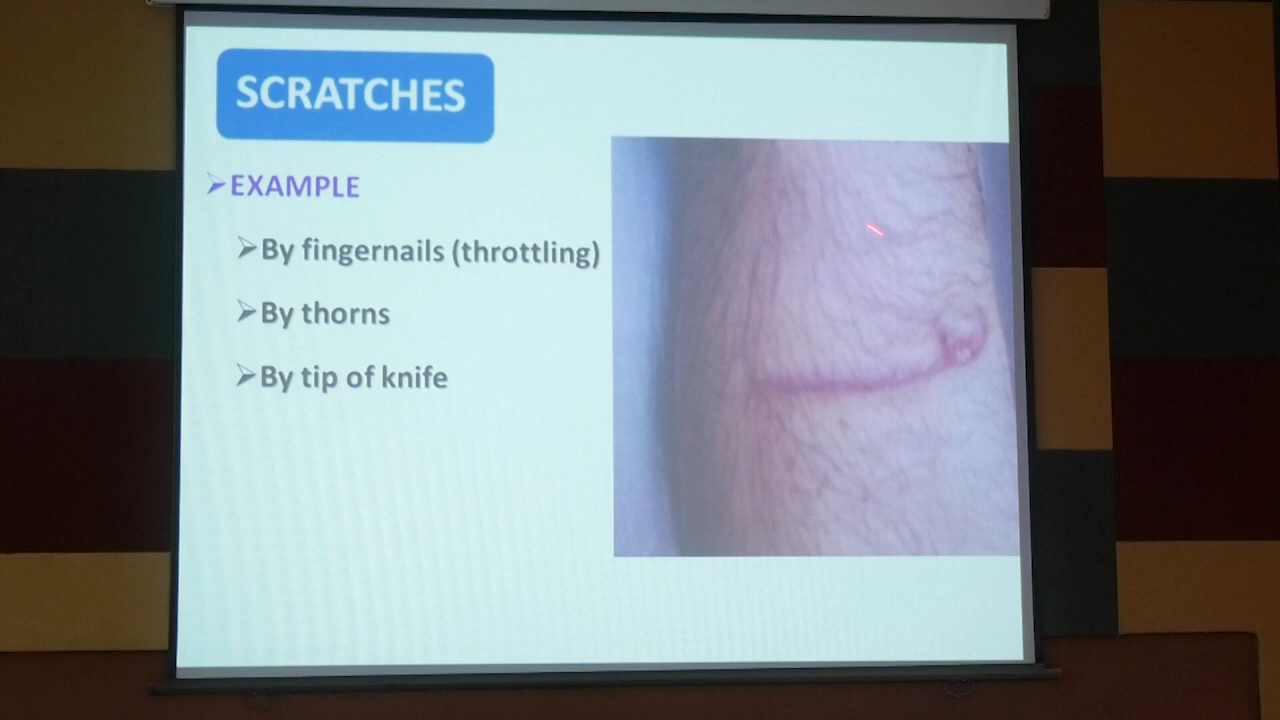 SCRATCHES
➢EXAMPLE
➢By fingernails (throttling)
➢By thorns
➢By tip of knife